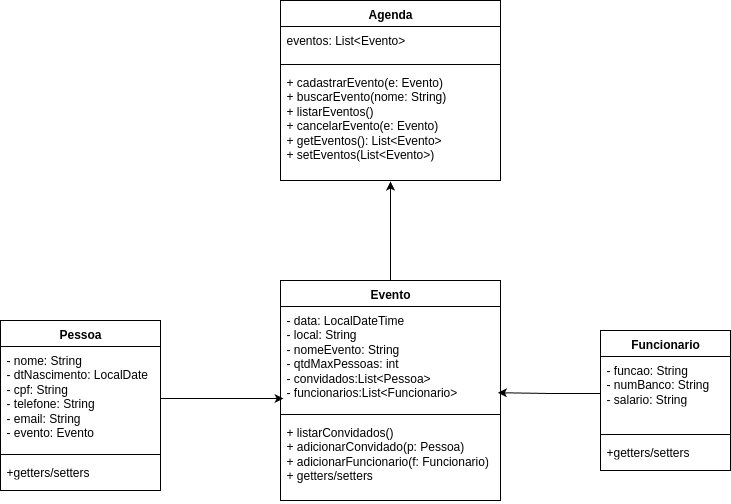 Agenda
eventos: List<Evento>
+ cadastrarEvento(e: Evento)
+ buscarEvento(nome: String)
+ listarEventos()
+ cancelarEvento(e: Evento)
+ getEventos(): List<Evento>
+ setEventos(List<Evento>)
Pessoa
- nome: String
- dtNascimento: LocalDate
- cpf: String
- telefone: String
- email: String
- evento: Evento
+getters/setters
Evento
- data: LocalDateTime
- local: String
- nomeEvento: String
- qtdMaxPessoas: int
- convidados:List<Pessoa>
- funcionarios:List<Funcionario>
+ listarConvidados()
+ adicionarConvidado(p: Pessoa)
+ adicionarFuncionario(f: Funcionario)
+ getters/setters
Funcionario
- funcao: String
- numBanco: String
- salario: String
+getters/setters